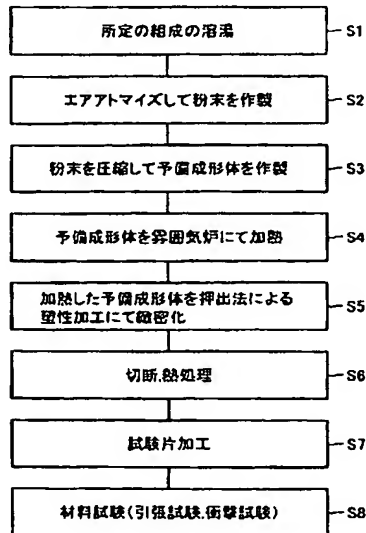 所定の組成の溶湯
S1
エアアトマイズして粉末を作製
S2
粉末を圧縮して予備成形体を作製
S3
予備成形体を雰囲気炉にて加熱
S4
加熱した予備成形体を押出法による
塑性加工にて緻密化
S5
切断,熱処理
S6
試験片加工
S7
材料試験(引張試験,衝撃試験)
S8